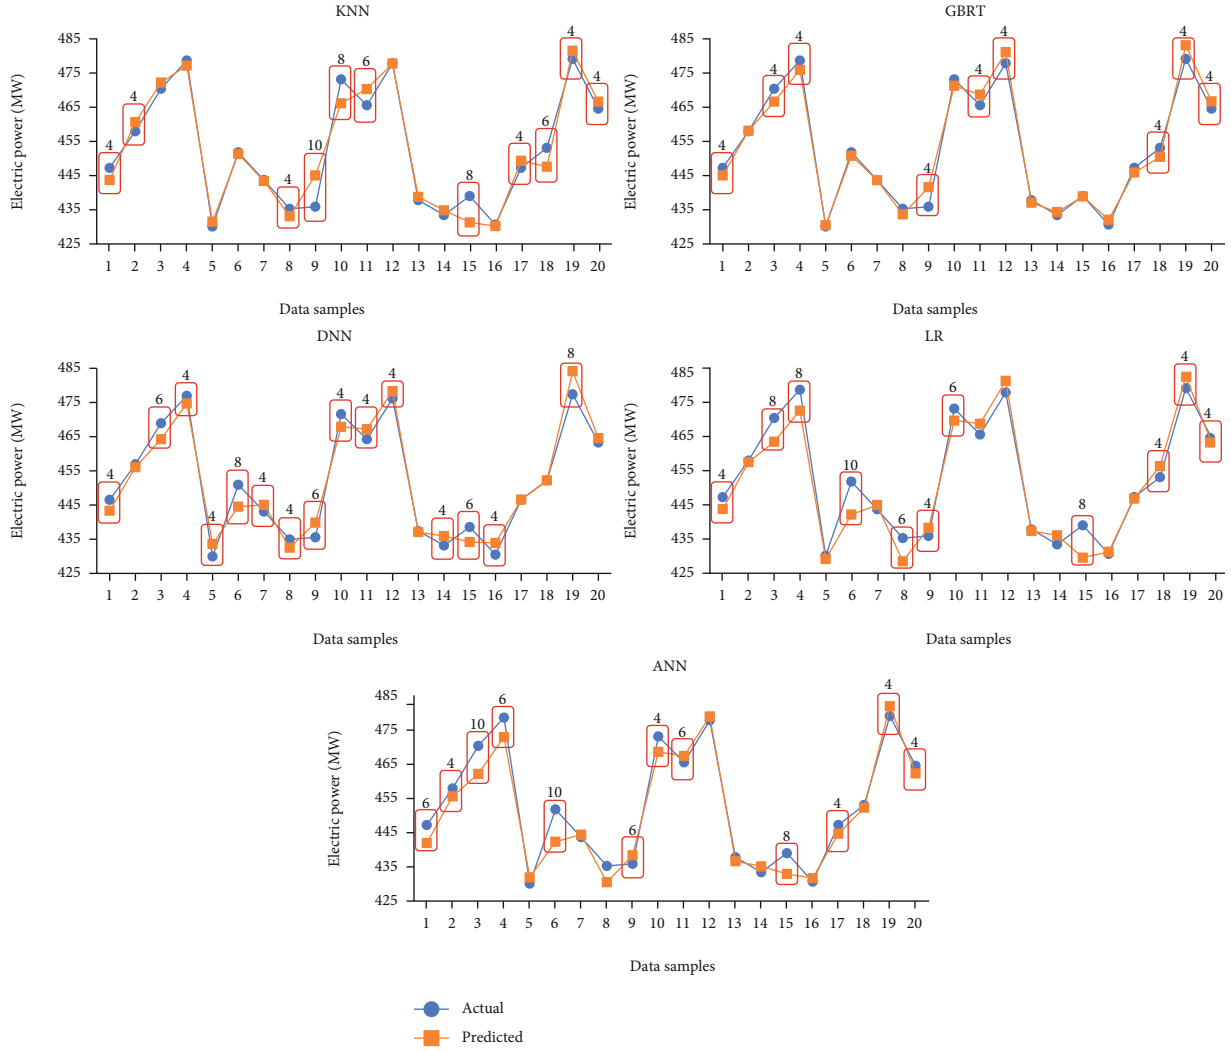 KNN
Electric power (MW)
485
475
465
455
445
435
425
4 4 4 10 8 6 8 4 6 4 4
1 2 3 4 5 6 7 8 9 10 11 12 13 14 15 16 17 18 19 20
Data samples
GBRT
Electric power (MW)
485
475
465
455
445
435
425
4 4 4 4 4 4 4 4 4
1 2 3 4 5 6 7 8 9 10 11 12 13 14 15 16 17 18 19 20
Data samples
DNN
Electric power (MW)
485
475
465
455
445
435
425
4 6 4 4 8 4 4 6 4 4 4 4 6 4 8
1 2 3 4 5 6 7 8 9 10 11 12 13 14 15 16 17 18 19 20
Data samples
LR
Electric power (MW)
485
475
465
455
445
435
425
4 8 8 10 6 4 6 8 4 4 4
1 2 3 4 5 6 7 8 9 10 11 12 13 14 15 16 17 18 19 20
Data samples
ANN
Electric power (MW)
485
475
465
455
445
435
425
6 4 10 6 10 6 4 6 8 4 4 4
1 2 3 4 5 6 7 8 9 10 11 12 13 14 15 16 17 18 19 20
Data samples
Actual
Predicted